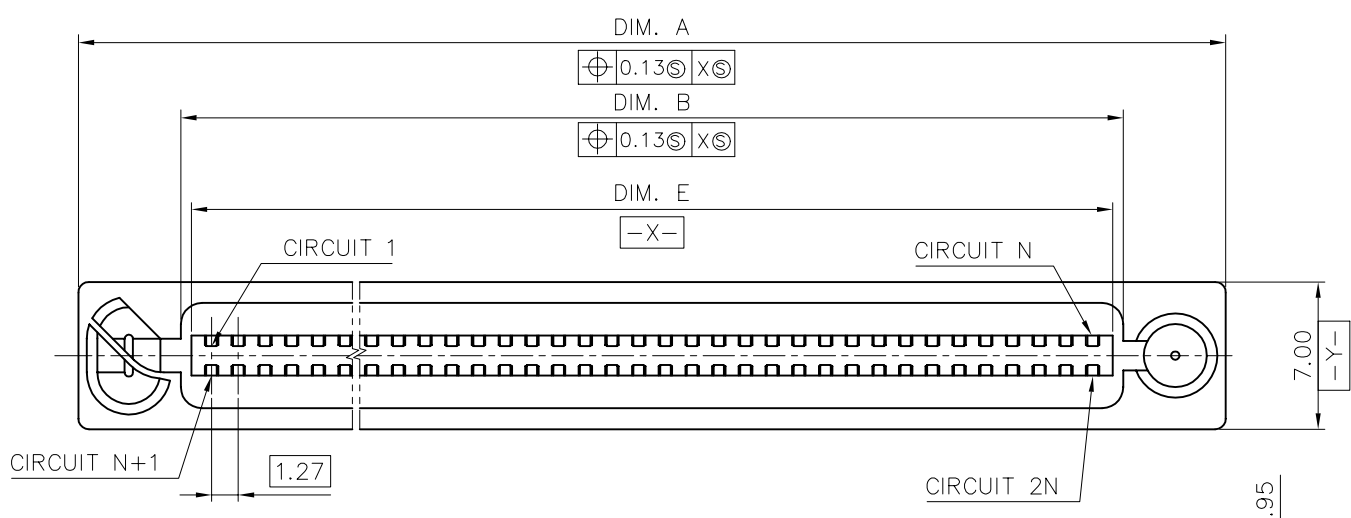 DIM. A
⌖ 0.13Ⓢ XⓈ
DIM. B
⌖ 0.13Ⓢ XⓈ
DIM. E
-X-
CIRCUIT 1
CIRCUIT N
7.00
-Y-
CIRCUIT N+1
1.27
CIRCUIT 2N
.95